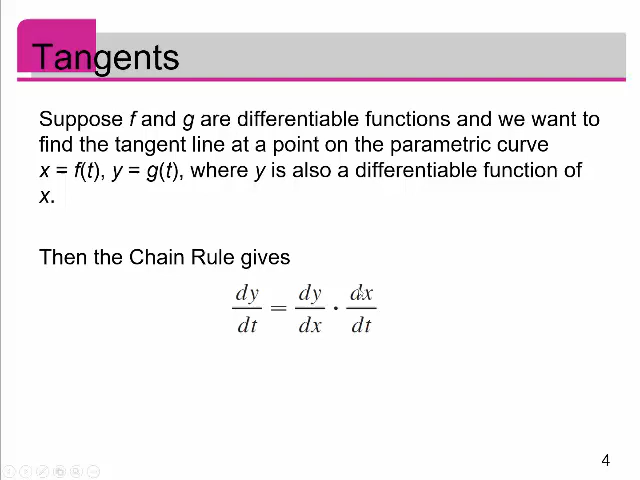 Tangents
Suppose f and g are differentiable functions and we want to
find the tangent line at a point on the parametric curve
x = f(t), y = g(t), where y is also a differentiable function of
x.
Then the Chain Rule gives
dy/dt = dy/dx · dx/dt
4